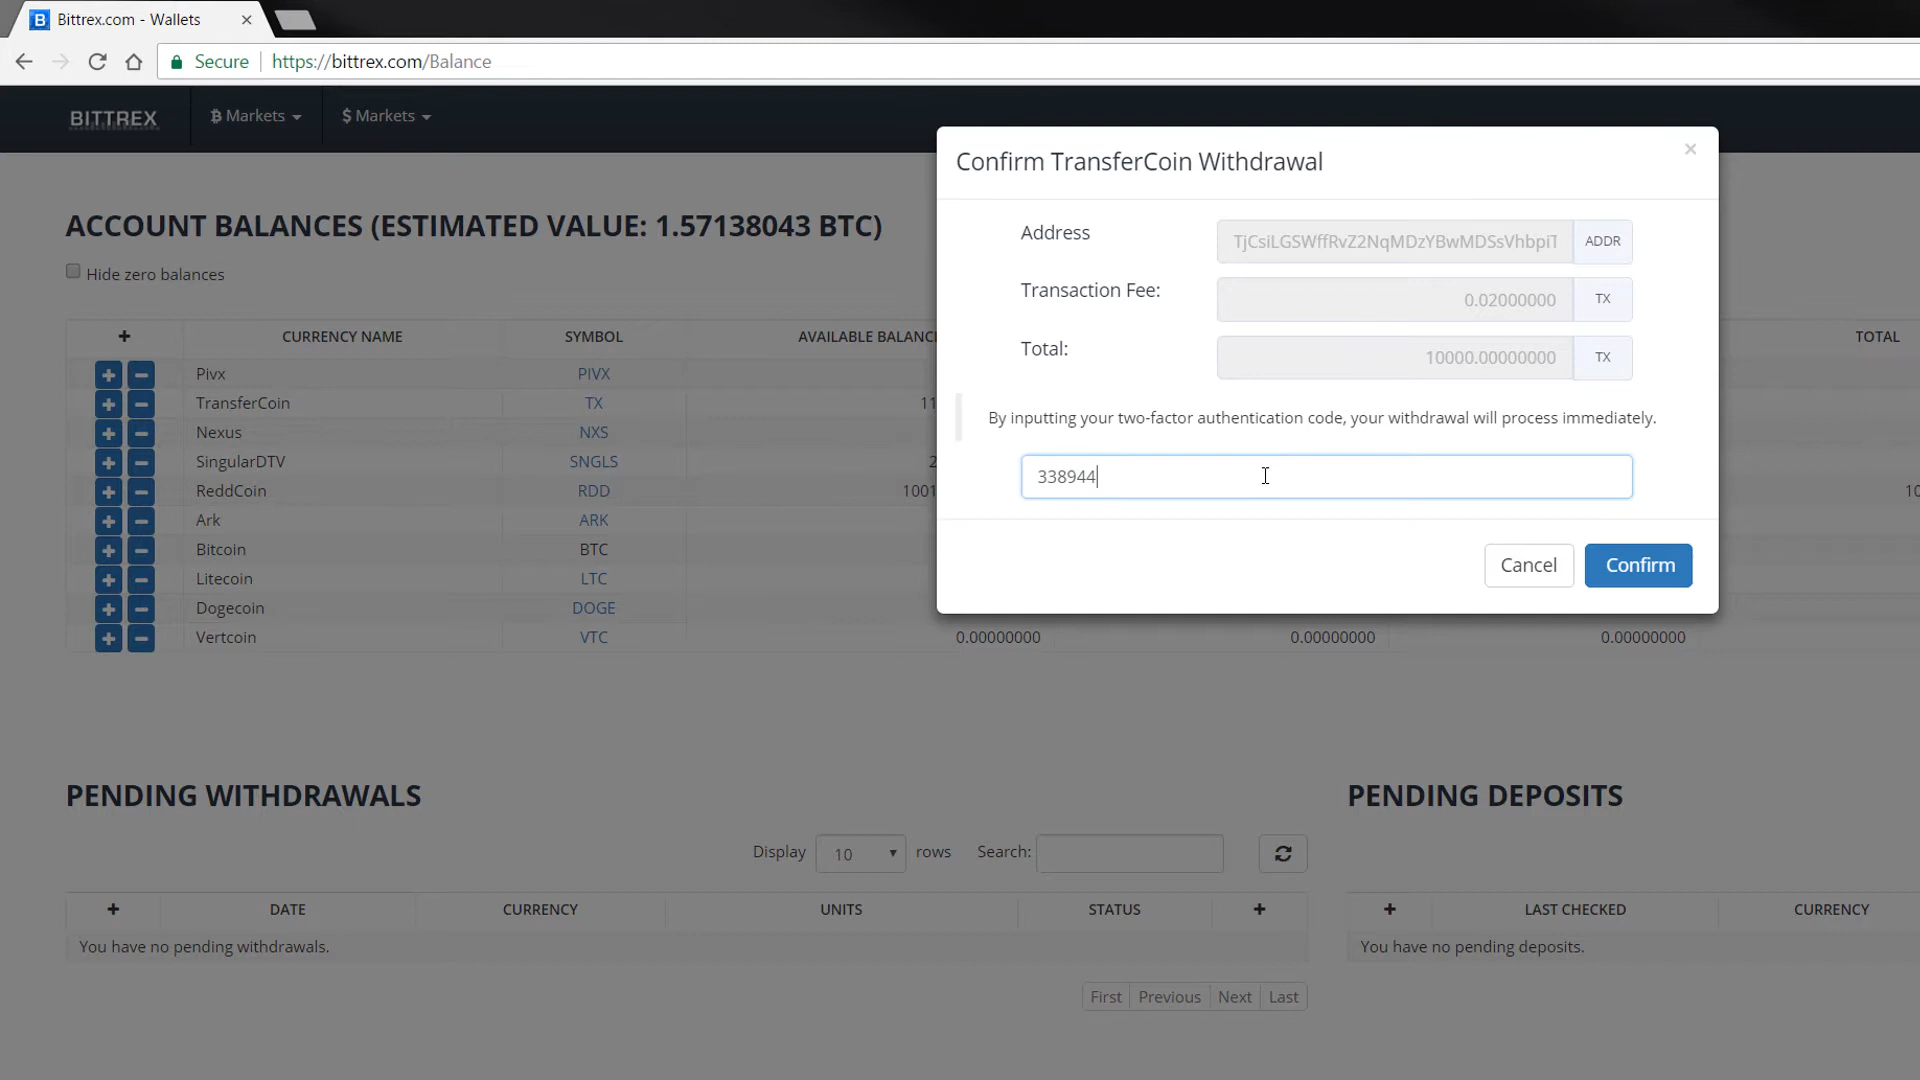 Bittrex.com - Wallets
Secure https://bittrex.com/Balance
BITTREX Markets $ Markets
Confirm TransferCoin Withdrawal ×
Address TjCsiLGSWffRvZ2NqMDzYBwMDSsVhbpiT ADDR
Transaction Fee: 0.02000000 TX
Total: 10000.00000000 TX
By inputting your two-factor authentication code, your withdrawal will process immediately.
338944
Cancel Confirm
ACCOUNT BALANCES (ESTIMATED VALUE: 1.57138043 BTC)
Hide zero balances
+ CURRENCY NAME SYMBOL AVAILABLE BALANC TOTAL
Pivx PIVX
TransferCoin TX 11
Nexus NXS
SingularDTV SNGLS 2
ReddCoin RDD 1001 10
Ark ARK
Bitcoin BTC
Litecoin LTC
Dogecoin DOGE
Vertcoin VTC 0.00000000 0.00000000 0.00000000
PENDING WITHDRAWALS
Display 10 rows Search:
+ DATE CURRENCY UNITS STATUS +
You have no pending withdrawals.
First Previous Next Last
PENDING DEPOSITS
+ LAST CHECKED CURRENCY
You have no pending deposits.